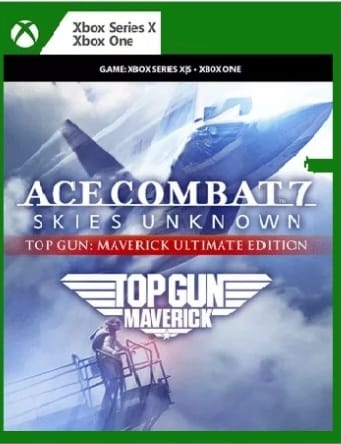 Xbox Series X
Xbox One
GAME: XBOX SERIES X|S • XBOX ONE
ACE COMBAT™ 7
SKIES UNKNOWN
TOP GUN: MAVERICK ULTIMATE EDITION
TOP GUN
MAVERICK